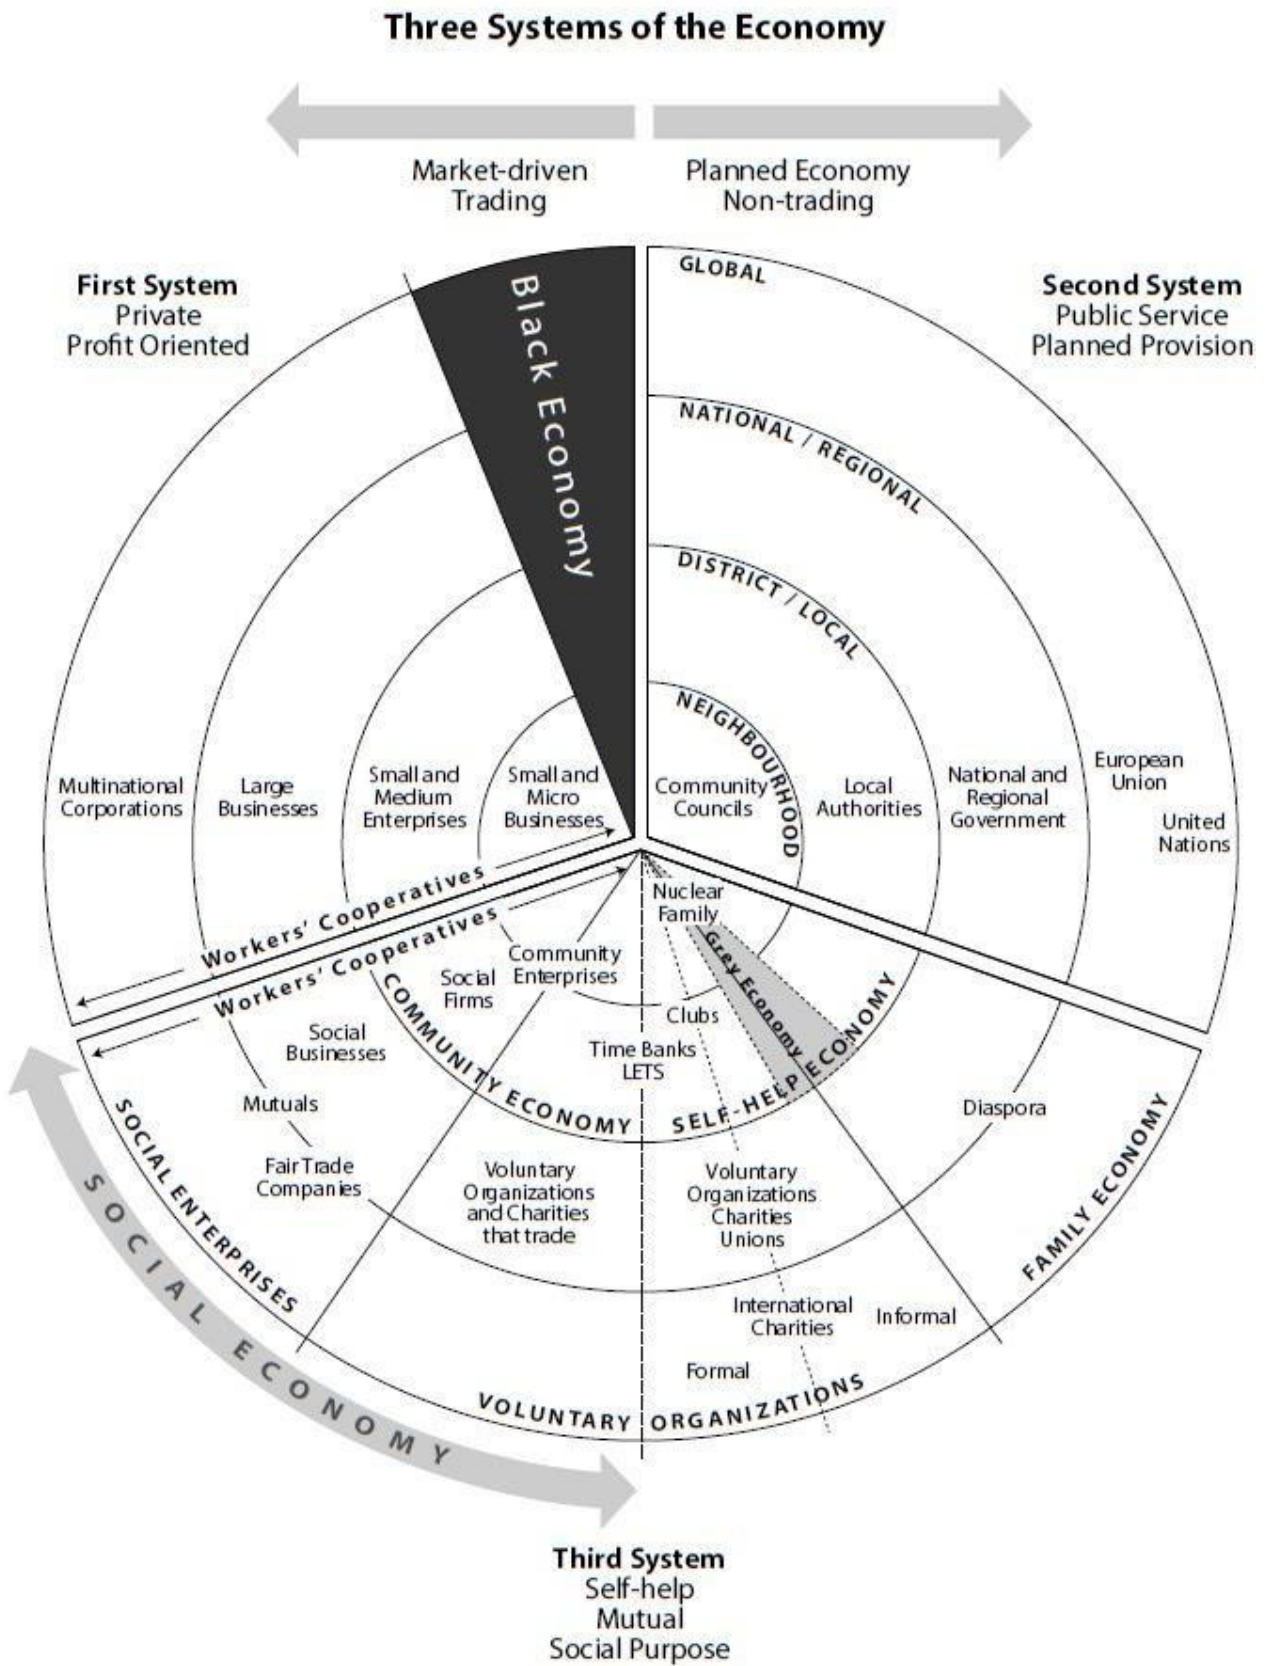 Three Systems of the Economy
Market-driven
Trading
Planned Economy
Non-trading
First System
Private
Profit Oriented
Second System
Public Service
Planned Provision
Black Economy
GLOBAL
NATIONAL / REGIONAL
DISTRICT / LOCAL
NEIGHBOURHOOD
Multinational
Corporations
Large
Businesses
Small and
Medium
Enterprises
Small and
Micro
Businesses
Community
Councils
Local
Authorities
National and
Regional
Government
European
Union
United
Nations
Workers' Cooperatives
Workers' Cooperatives
Nuclear
Family
Grey Economy
Community
Enterprises
Social
Firms
Clubs
Social
Businesses
Time Banks
LETS
COMMUNITY ECONOMY
SELF-HELP ECONOMY
Mutuals
Diaspora
Fair Trade
Companies
Voluntary
Organizations
and Charities
that trade
Voluntary
Organizations
Charities
Unions
SOCIAL ENTERPRISES
FAMILY ECONOMY
International
Charities
Informal
Formal
VOLUNTARY ORGANIZATIONS
SOCIAL ECONOMY
Third System
Self-help
Mutual
Social Purpose